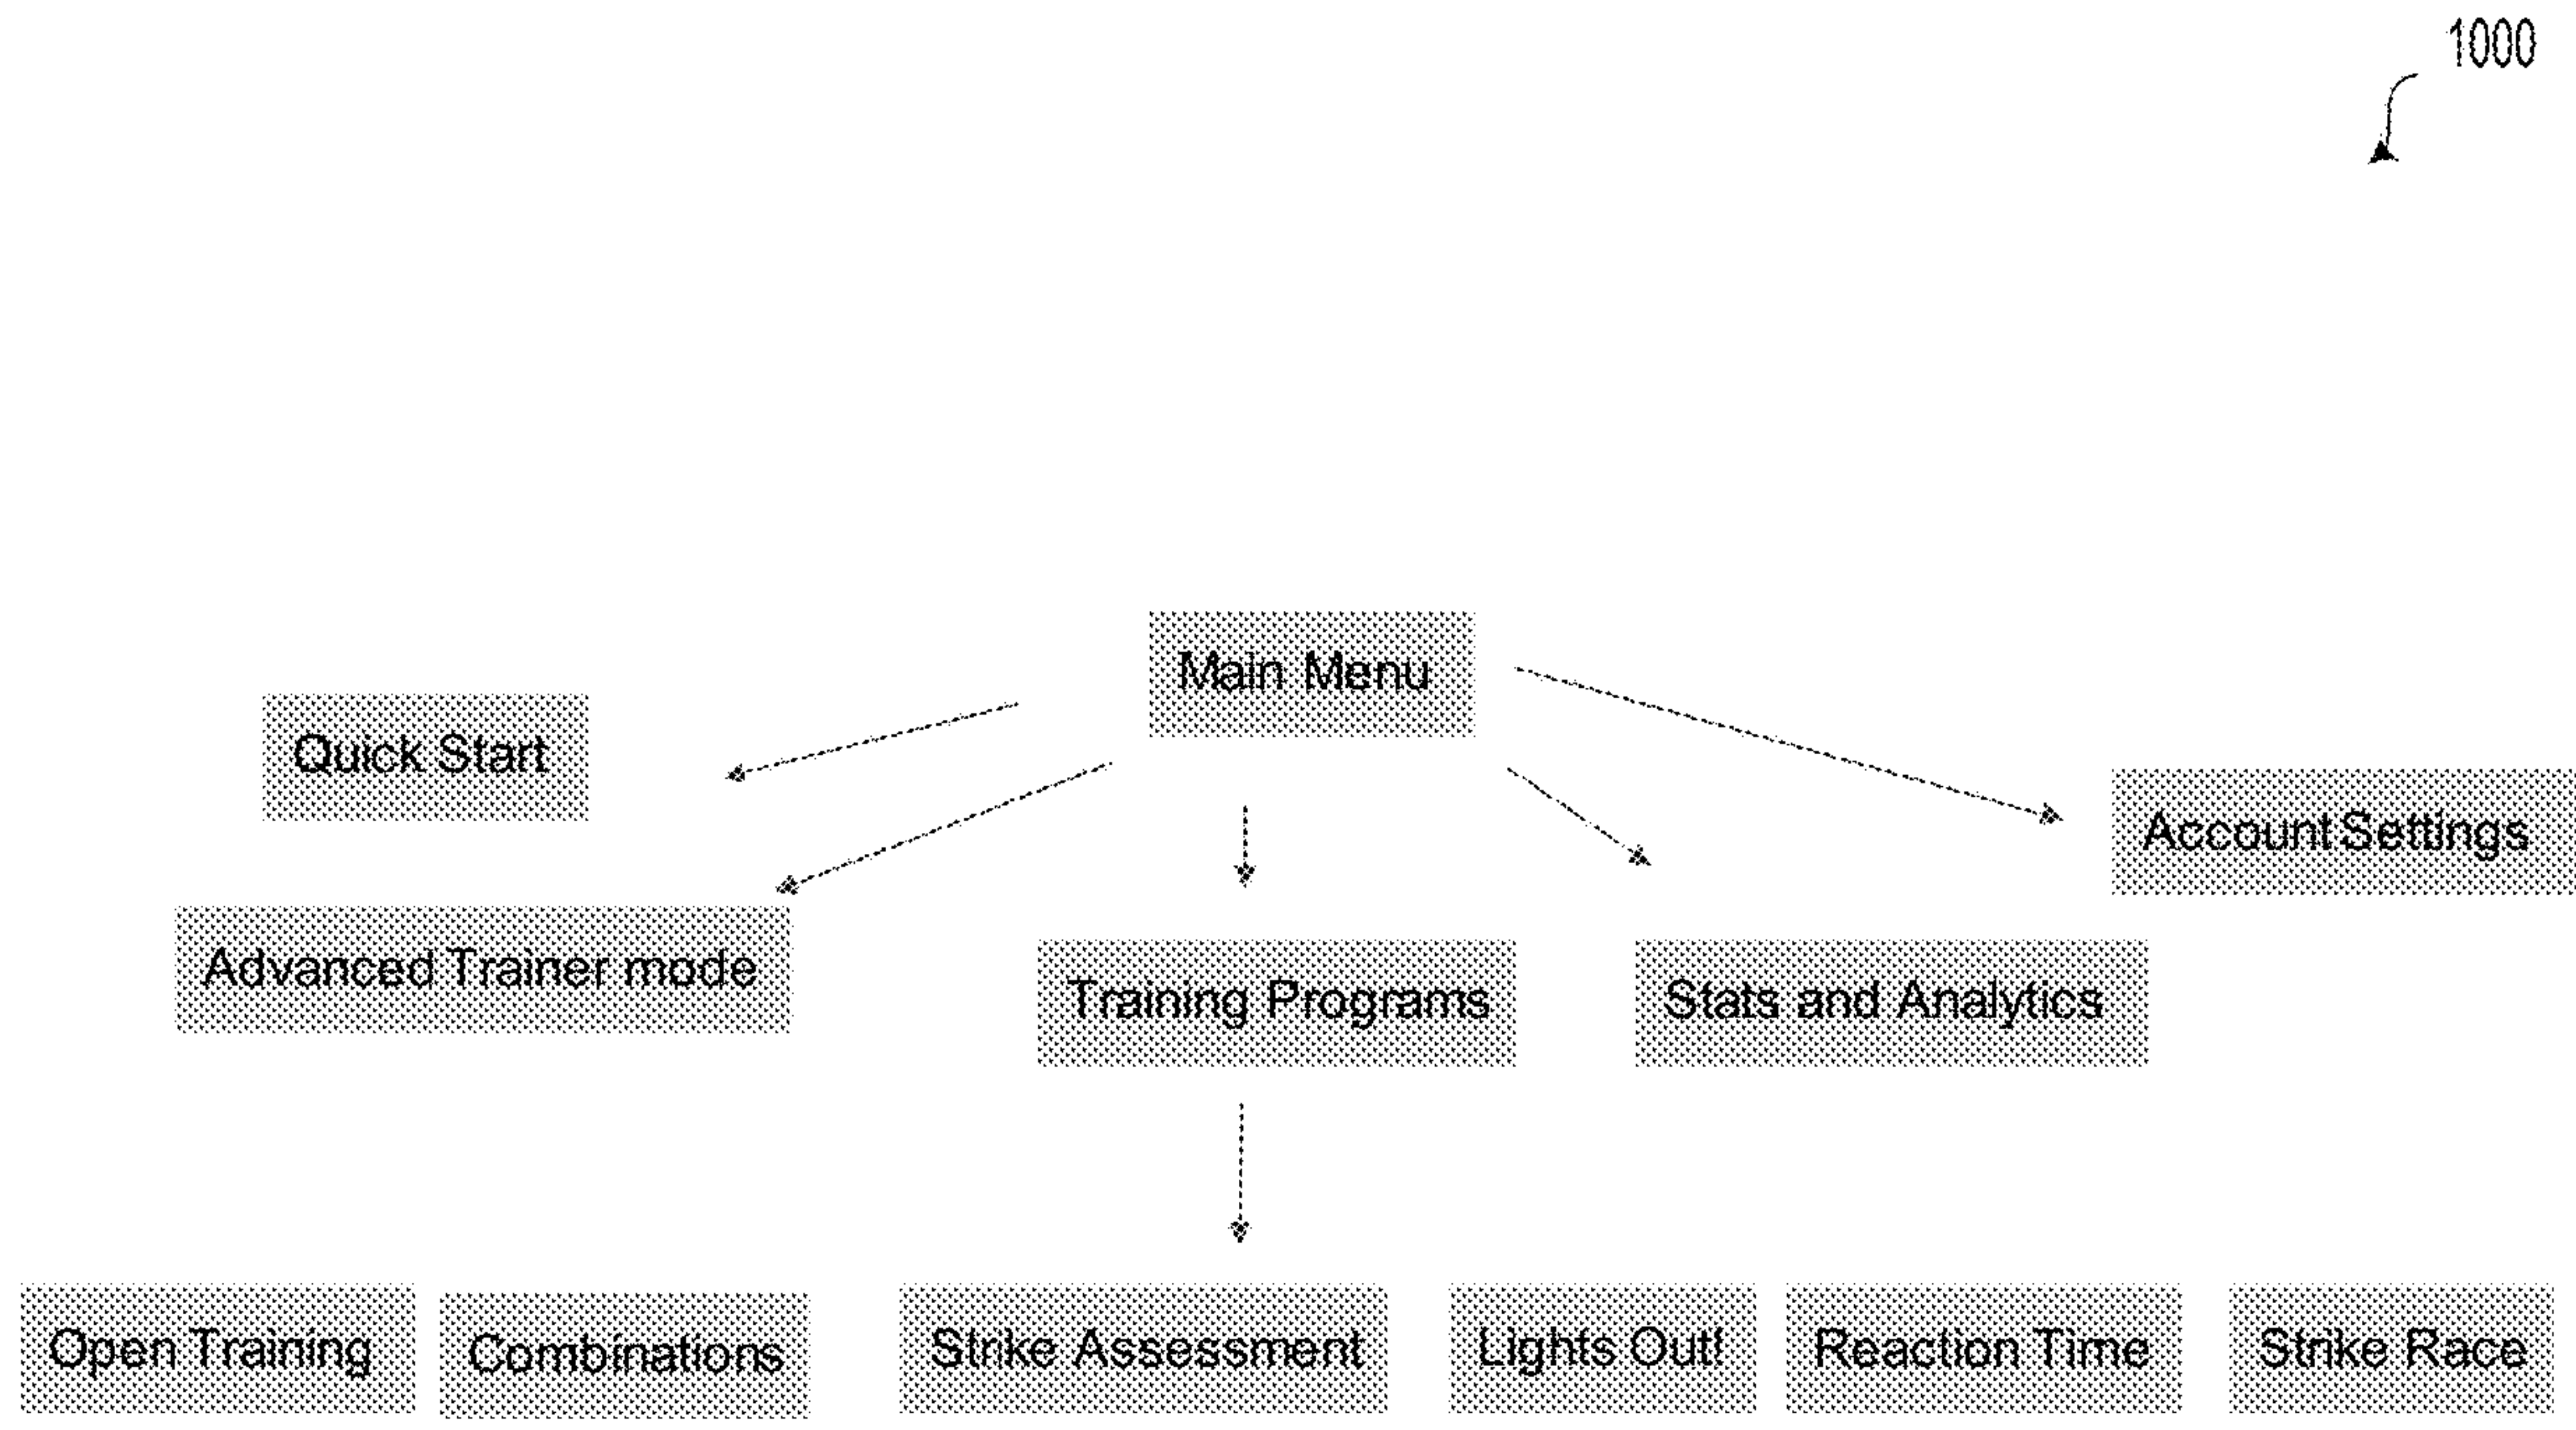 1000
Main Menu
Quick Start
Account Settings
Advanced Trainer mode
Training Programs
Stats and Analytics
Open Training
Combinations
Strike Assessment
Lights Out!
Reaction Time
Strike Race